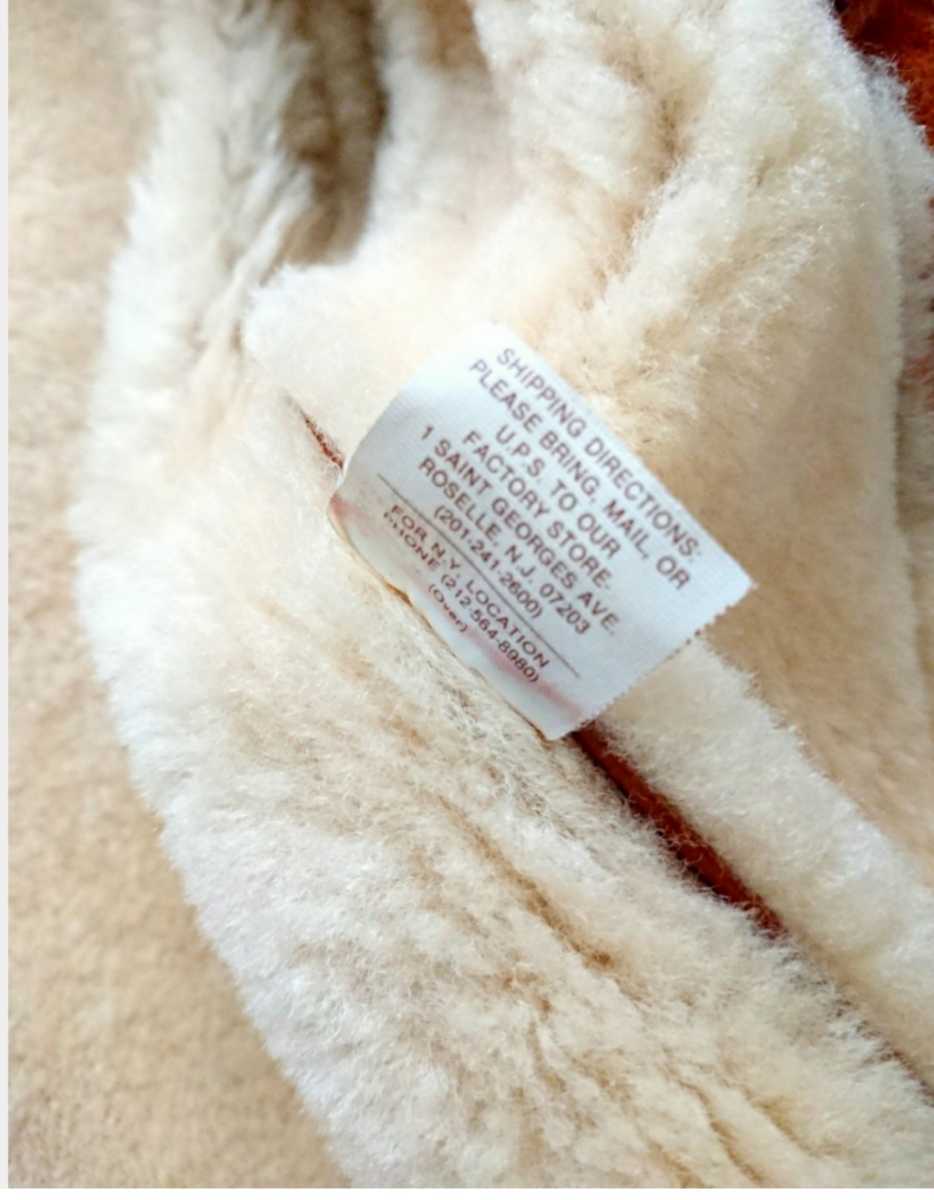 SHIPPING DIRECTIONS:
PLEASE BRING, MAIL, OR
U.P.S. TO OUR
FACTORY STORE.
1 SAINT GEORGES AVE.
ROSELLE, N.J. 07203
(201-241-2600)
FOR N.Y. LOCATION
PHONE (212-564-8980)
(Over)